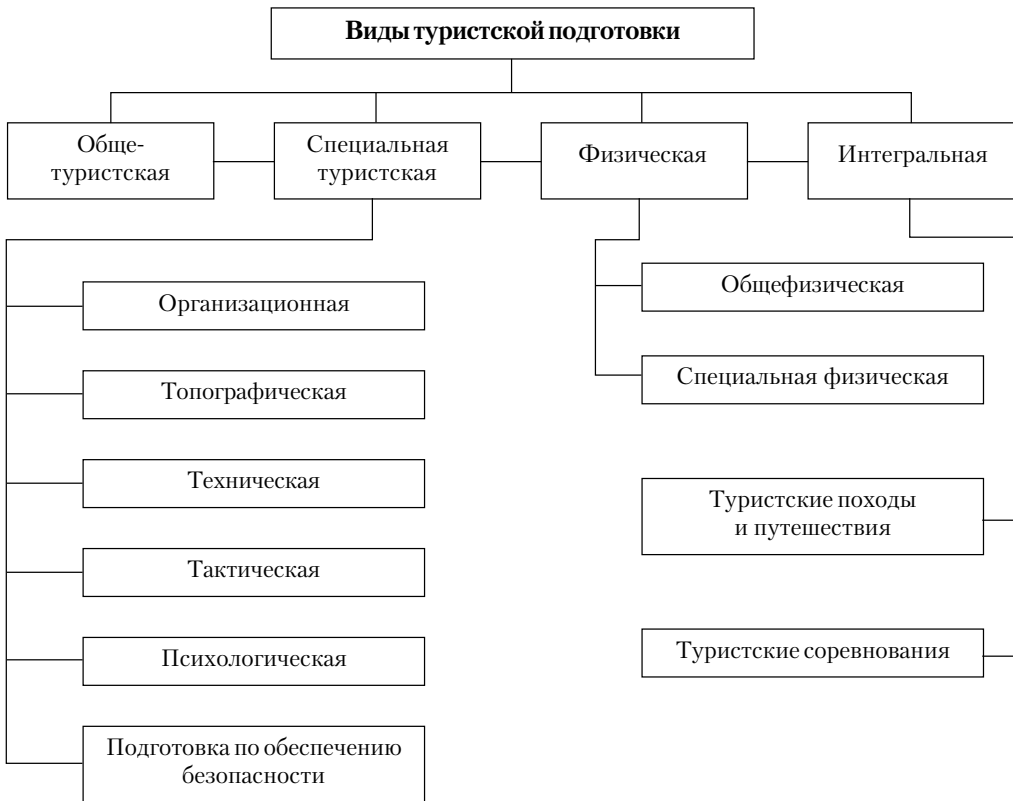 Виды туристской подготовки
Обще-
туристская
Специальная
туристская
Физическая
Интегральная
Организационная
Топографическая
Техническая
Тактическая
Психологическая
Подготовка по обеспечению
безопасности
Общефизическая
Специальная физическая
Туристские походы
и путешествия
Туристские соревнования